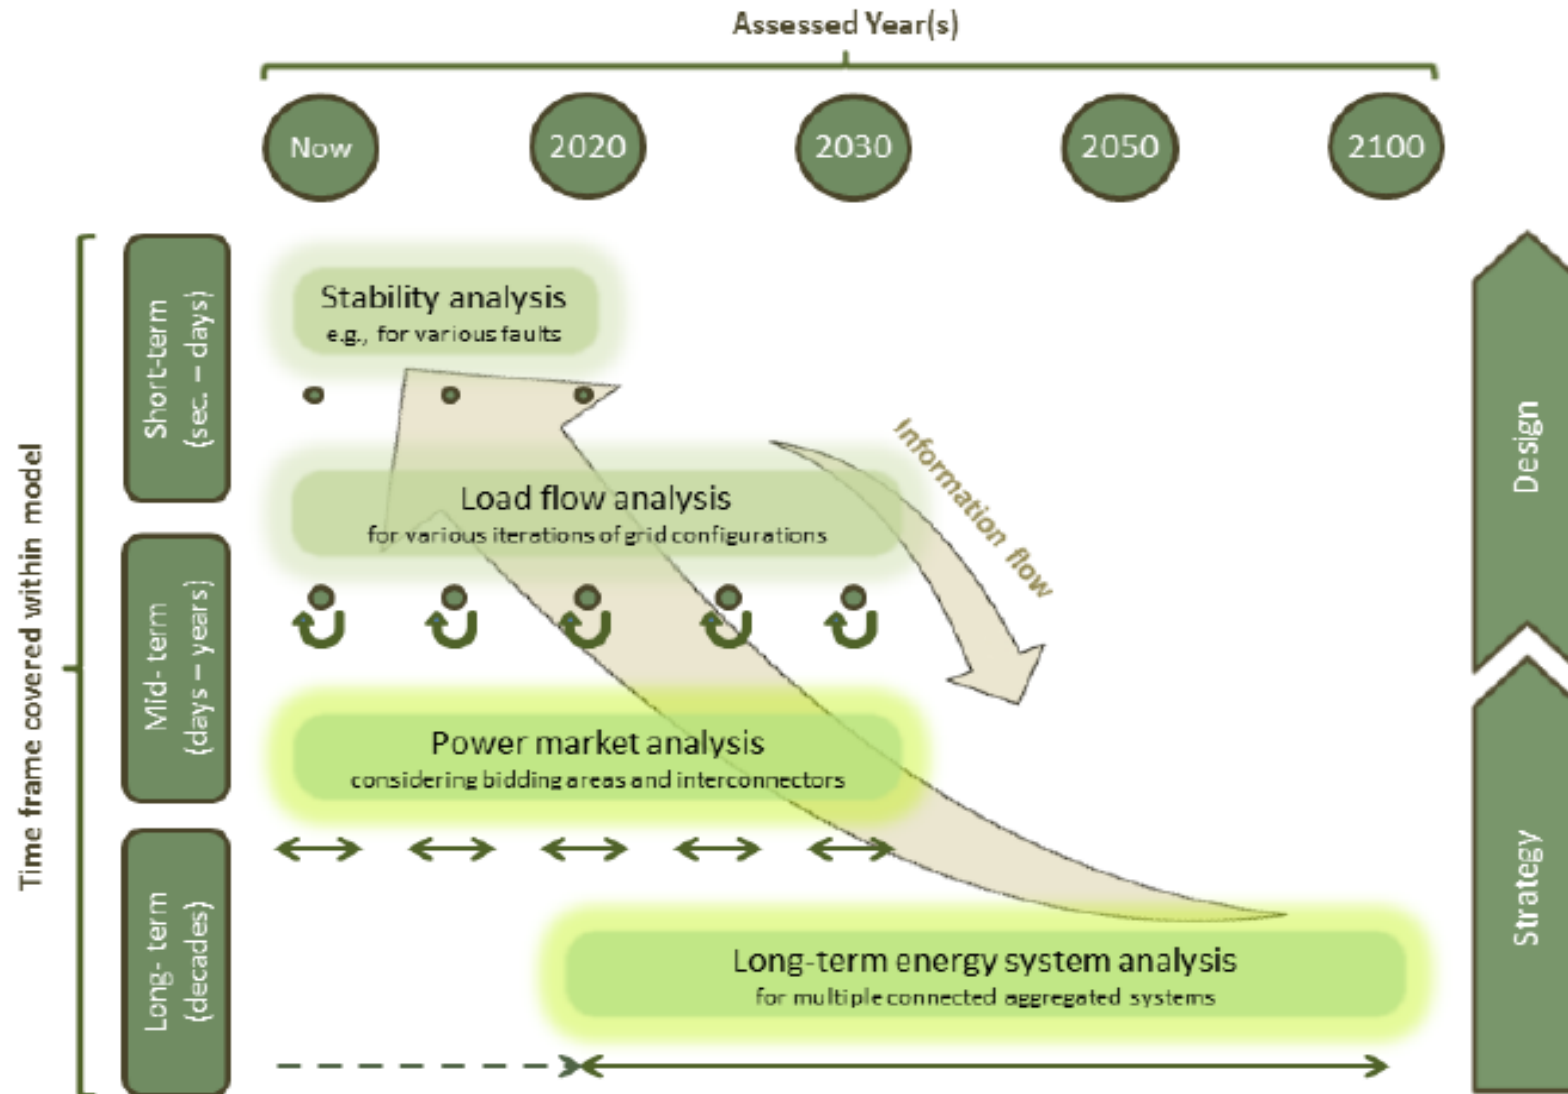 Assessed Year(s)
Now
2020
2030
2050
2100
Time frame covered within model
Short-term
(sec. – days)
Mid- term
(days – years)
Long- term
(decades)
Stability analysis
e.g., for various faults
Load flow analysis
for various iterations of grid configurations
Information flow
Power market analysis
considering bidding areas and interconnectors
Long-term energy system analysis
for multiple connected aggregated systems
Design
Strategy